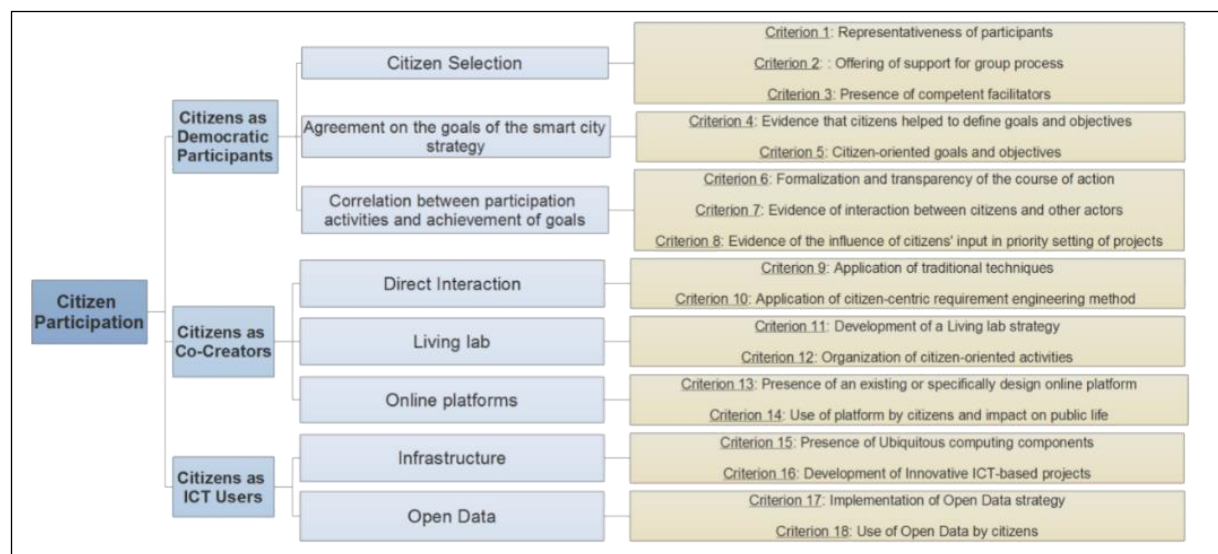 Citizen
Participation
Citizens as
Democratic
Participants
Citizen Selection
Criterion 1: Representativeness of participants
Criterion 2: : Offering of support for group process
Criterion 3: Presence of competent facilitators
Agreement on the goals of the smart city
strategy
Criterion 4: Evidence that citizens helped to define goals and objectives
Criterion 5: Citizen-oriented goals and objectives
Correlation between participation
activities and achievement of goals
Criterion 6: Formalization and transparency of the course of action
Criterion 7: Evidence of interaction between citizens and other actors
Criterion 8: Evidence of the influence of citizens' input in priority setting of projects
Citizens as
Co-Creators
Direct Interaction
Criterion 9: Application of traditional techniques
Criterion 10: Application of citizen-centric requirement engineering method
Living lab
Criterion 11: Development of a Living lab strategy
Criterion 12: Organization of citizen-oriented activities
Online platforms
Criterion 13: Presence of an existing or specifically design online platform
Criterion 14: Use of platform by citizens and impact on public life
Citizens as
ICT Users
Infrastructure
Criterion 15: Presence of Ubiquitous computing components
Criterion 16: Development of Innovative ICT-based projects
Open Data
Criterion 17: Implementation of Open Data strategy
Criterion 18: Use of Open Data by citizens